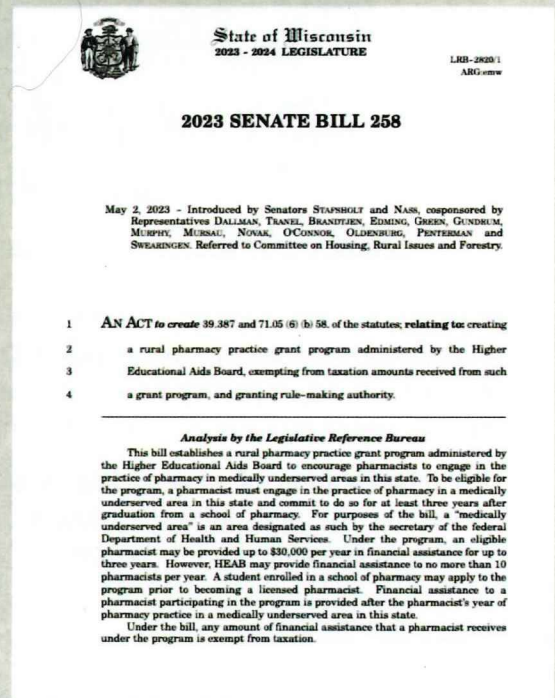 State of Wisconsin
2023 - 2024 LEGISLATURE
LRB-2820/1
ARG:emw
2023 SENATE BILL 258
May 2, 2023 - Introduced by Senators STAFSHOLT and NASS, cosponsored by
Representatives DALLMAN, TRANEL, BRANDTJEN, EDMING, GREEN, GUNDRUM,
MURPHY, MURSAU, NOVAK, O'CONNOR, OLDENBURG, PENTERMAN and
SWEARINGEN. Referred to Committee on Housing, Rural Issues and Forestry.
1 AN ACT to create 39.387 and 71.05 (6) (b) 58. of the statutes; relating to: creating
2 a rural pharmacy practice grant program administered by the Higher
3 Educational Aids Board, exempting from taxation amounts received from such
4 a grant program, and granting rule-making authority.
Analysis by the Legislative Reference Bureau
This bill establishes a rural pharmacy practice grant program administered by
the Higher Educational Aids Board to encourage pharmacists to engage in the
practice of pharmacy in medically underserved areas in this state. To be eligible for
the program, a pharmacist must engage in the practice of pharmacy in a medically
underserved area in this state and commit to do so for at least three years after
graduation from a school of pharmacy. For purposes of the bill, a "medically
underserved area" is an area designated as such by the secretary of the federal
Department of Health and Human Services. Under the program, an eligible
pharmacist may be provided up to $30,000 per year in financial assistance for up to
three years. However, HEAB may provide financial assistance to no more than 10
pharmacists per year. A student enrolled in a school of pharmacy may apply to the
program prior to becoming a licensed pharmacist. Financial assistance to a
pharmacist participating in the program is provided after the pharmacist's year of
pharmacy practice in a medically underserved area in this state.
Under the bill, any amount of financial assistance that a pharmacist receives
under the program is exempt from taxation.